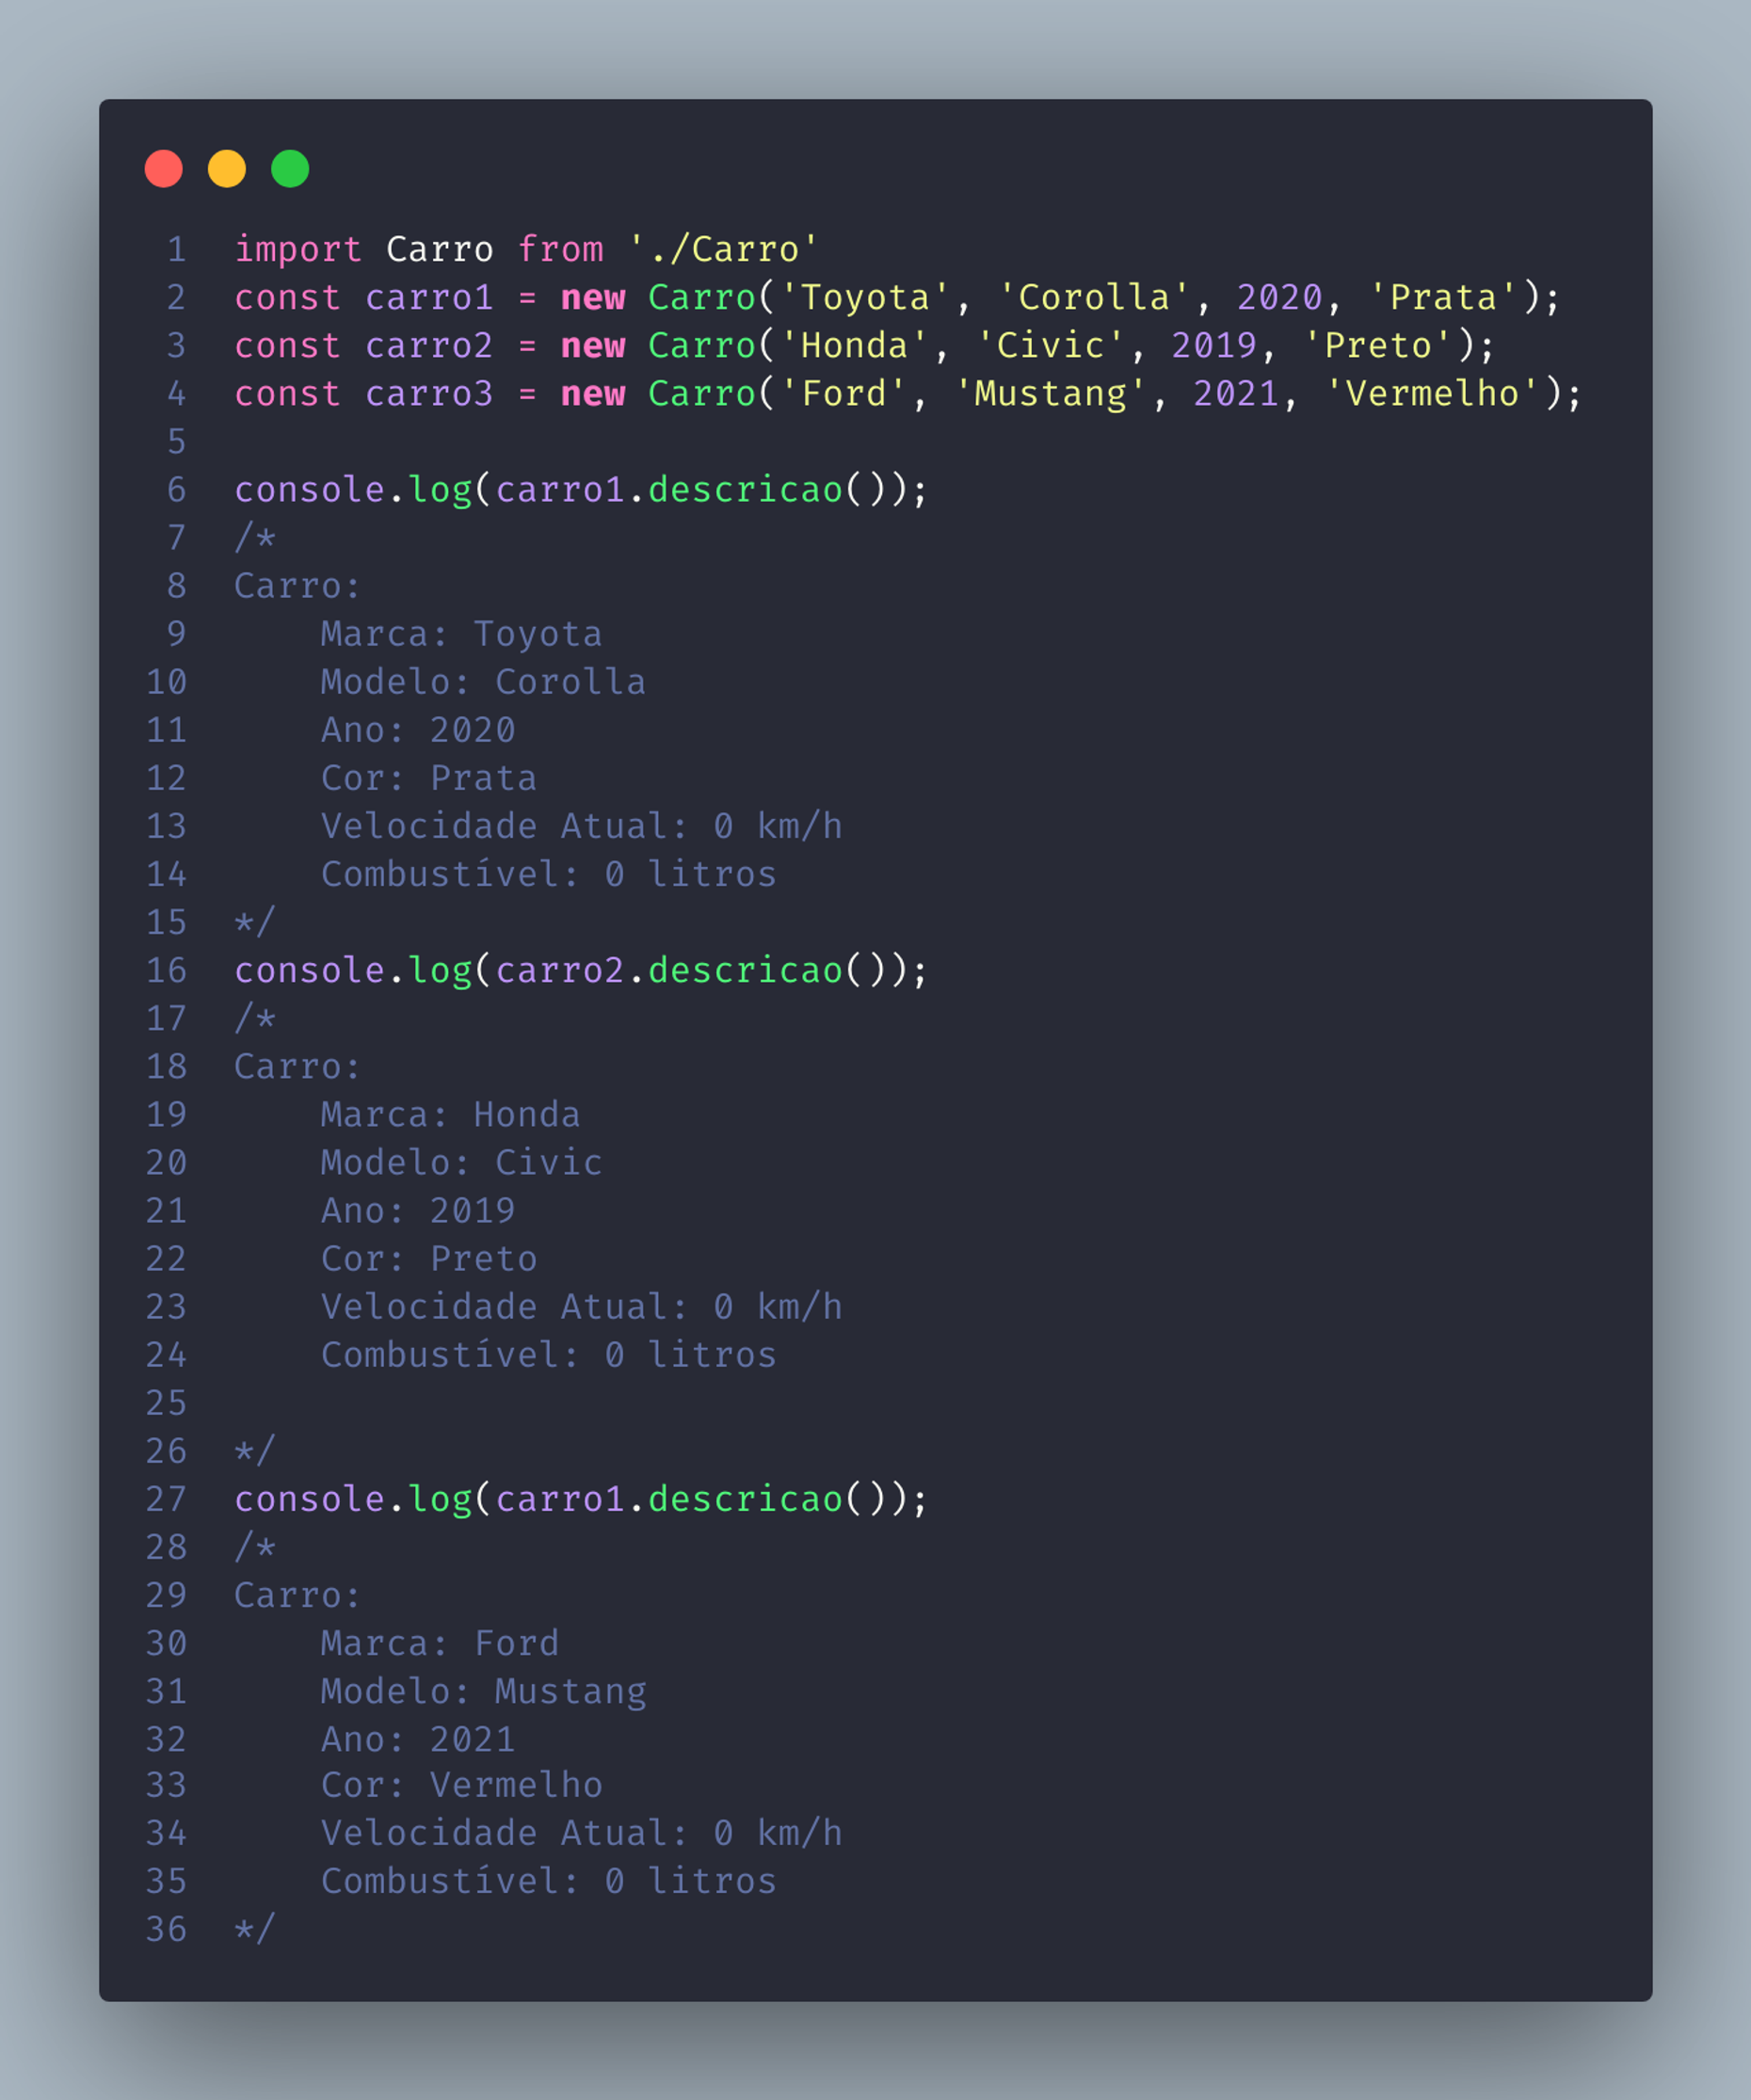 1 import Carro from './Carro'
2 const carro1 = new Carro('Toyota', 'Corolla', 2020, 'Prata');
3 const carro2 = new Carro('Honda', 'Civic', 2019, 'Preto');
4 const carro3 = new Carro('Ford', 'Mustang', 2021, 'Vermelho');
5
6 console.log(carro1.descricao());
7 /*
8 Carro:
9     Marca: Toyota
10     Modelo: Corolla
11     Ano: 2020
12     Cor: Prata
13     Velocidade Atual: 0 km/h
14     Combustível: 0 litros
15 */
16 console.log(carro2.descricao());
17 /*
18 Carro:
19     Marca: Honda
20     Modelo: Civic
21     Ano: 2019
22     Cor: Preto
23     Velocidade Atual: 0 km/h
24     Combustível: 0 litros
25
26 */
27 console.log(carro1.descricao());
28 /*
29 Carro:
30     Marca: Ford
31     Modelo: Mustang
32     Ano: 2021
33     Cor: Vermelho
34     Velocidade Atual: 0 km/h
35     Combustível: 0 litros
36 */